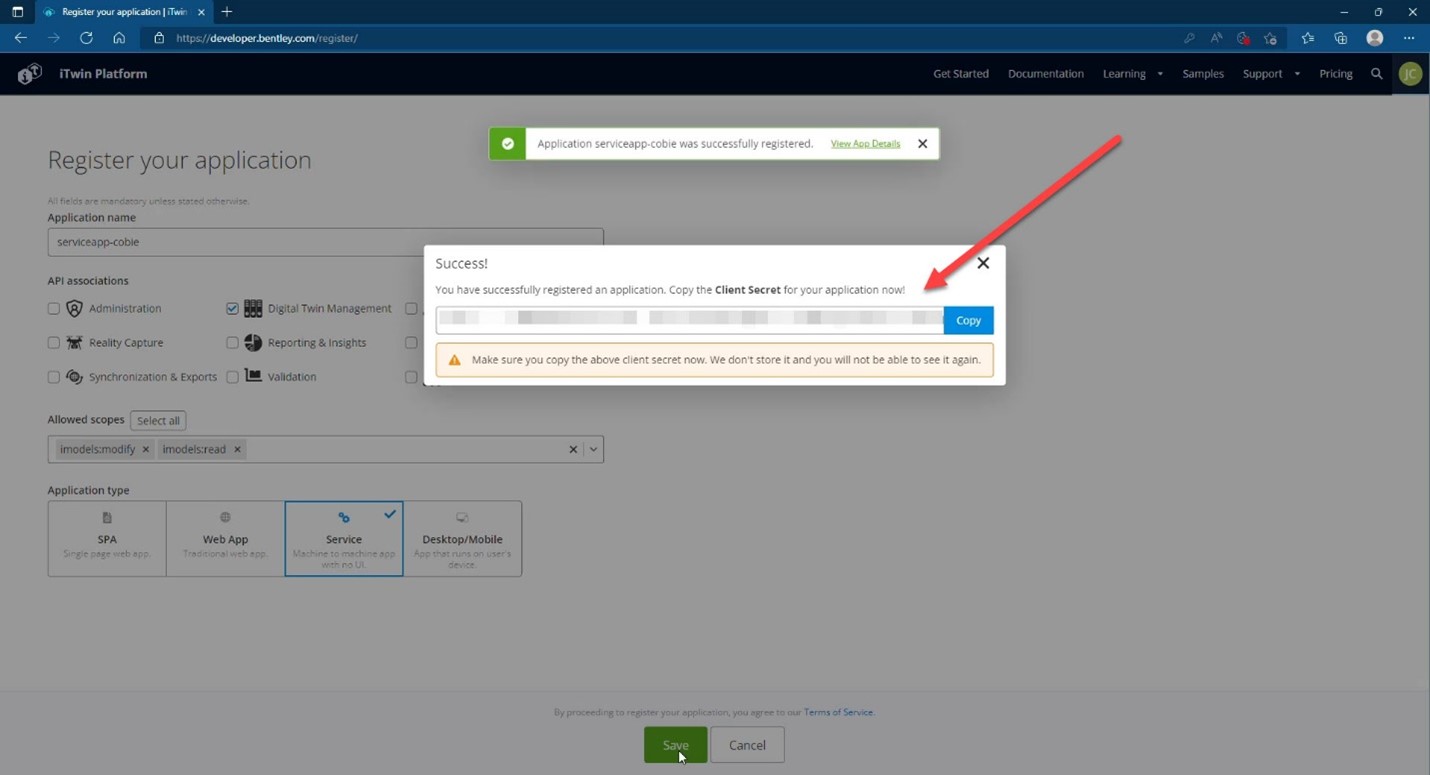 Register your application | iTwin
https://developer.bentley.com/register/
iTwin Platform
Get Started
Documentation
Learning
Samples
Support
Pricing
JC
Application serviceapp-cobie was successfully registered. View App Details
Register your application
All fields are mandatory unless stated otherwise.
Application name
serviceapp-cobie
Success!
You have successfully registered an application. Copy the Client Secret for your application now!
Copy
Make sure you copy the above client secret now. We don't store it and you will not be able to see it again.
API associations
Administration
Digital Twin Management
Reality Capture
Reporting & Insights
Synchronization & Exports
Validation
Allowed scopes
Select all
imodels:modify
imodels:read
Application type
SPA
Single page web app.
Web App
Traditional web app.
Service
Machine to machine app
with no UI.
Desktop/Mobile
App that runs on user's
device.
By proceeding to register your application, you agree to our Terms of Service.
Save
Cancel